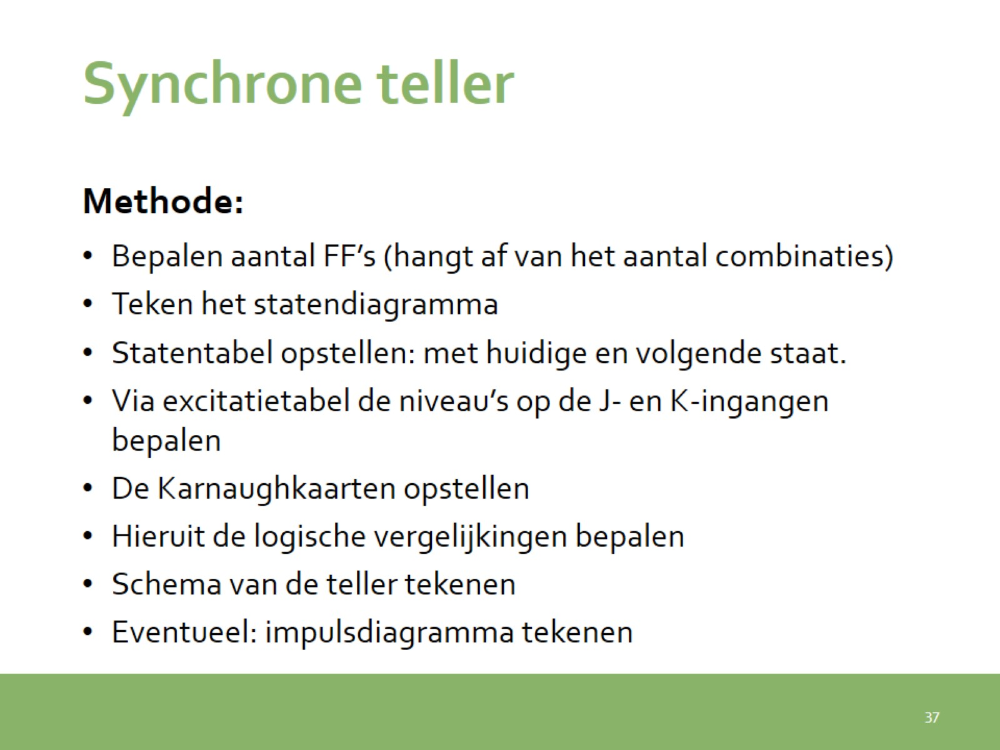 Synchrone teller
Methode:
• Bepalen aantal FF’s (hangt af van het aantal combinaties)
• Teken het statendiagramma
• Statentabel opstellen: met huidige en volgende staat.
• Via excitatietabel de niveau’s op de J- en K-ingangen
bepalen
• De Karnaughkaarten opstellen
• Hieruit de logische vergelijkingen bepalen
• Schema van de teller tekenen
• Eventueel: impulsdiagramma tekenen
37